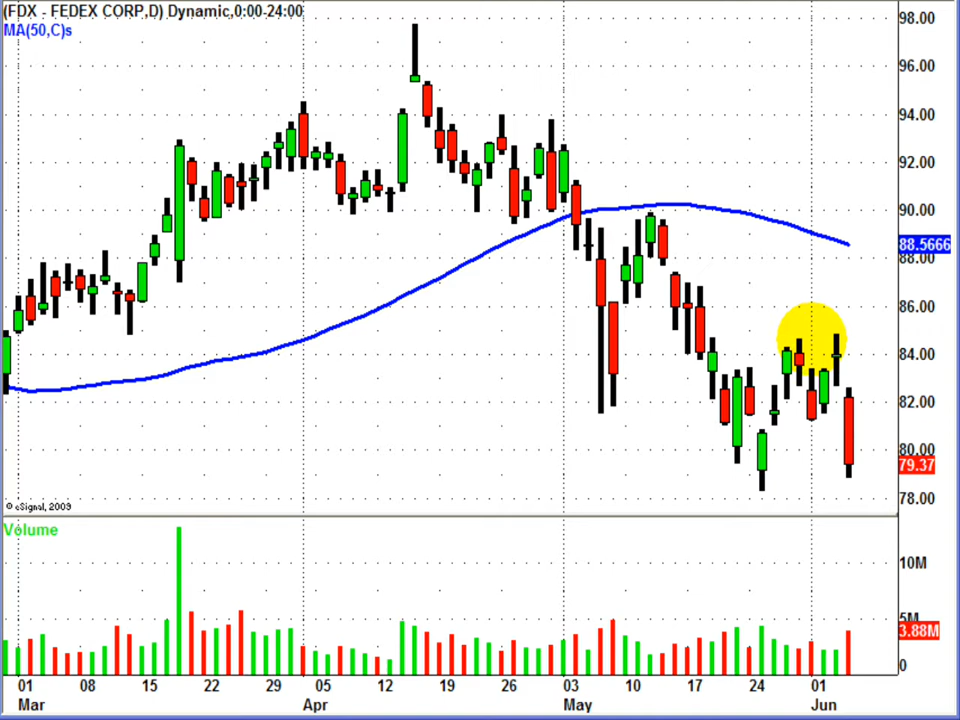 (FDX - FEDEX CORP,D) Dynamic,0:00-24:00
MA(50,C)s
98.00
96.00
94.00
92.00
90.00
88.5666
88.00
86.00
84.00
82.00
80.00
79.37
78.00
© eSignal, 2009
Volume
10M
5M
3.88M
0
01 08 15 22 29 05 12 19 26 03 10 17 24 01
Mar Apr May Jun